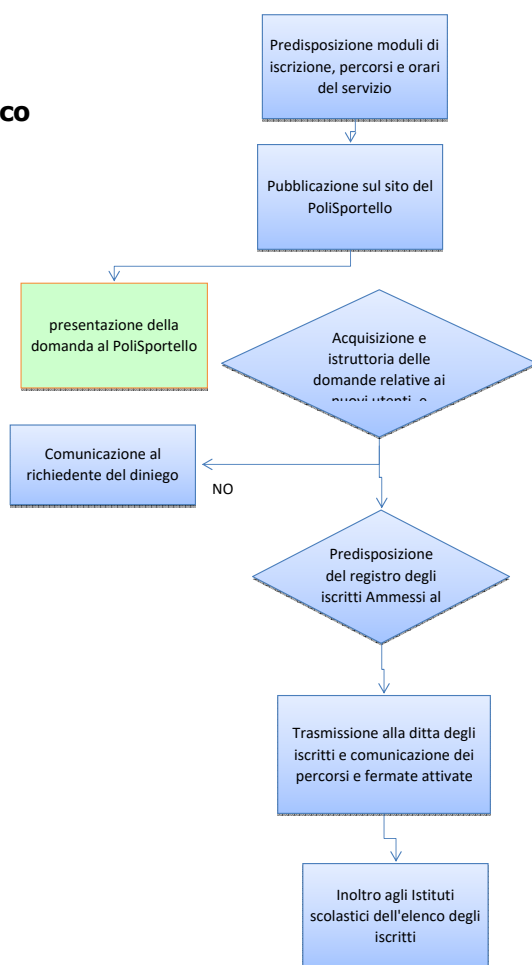 Predisposizione moduli di
iscrizione, percorsi e orari
del servizio
co
Pubblicazione sul sito del
PoliSportello
presentazione della
domanda al PoliSportello
Acquisizione e
istruttoria delle
domande relative ai
nuovi utenti, e
Comunicazione al
richiedente del diniego
NO
Predisposizione
del registro degli
iscritti Ammessi al
Trasmissione alla ditta degli
iscritti e comunicazione dei
percorsi e fermate attivate
Inoltro agli Istituti
scolastici dell'elenco degli
iscritti